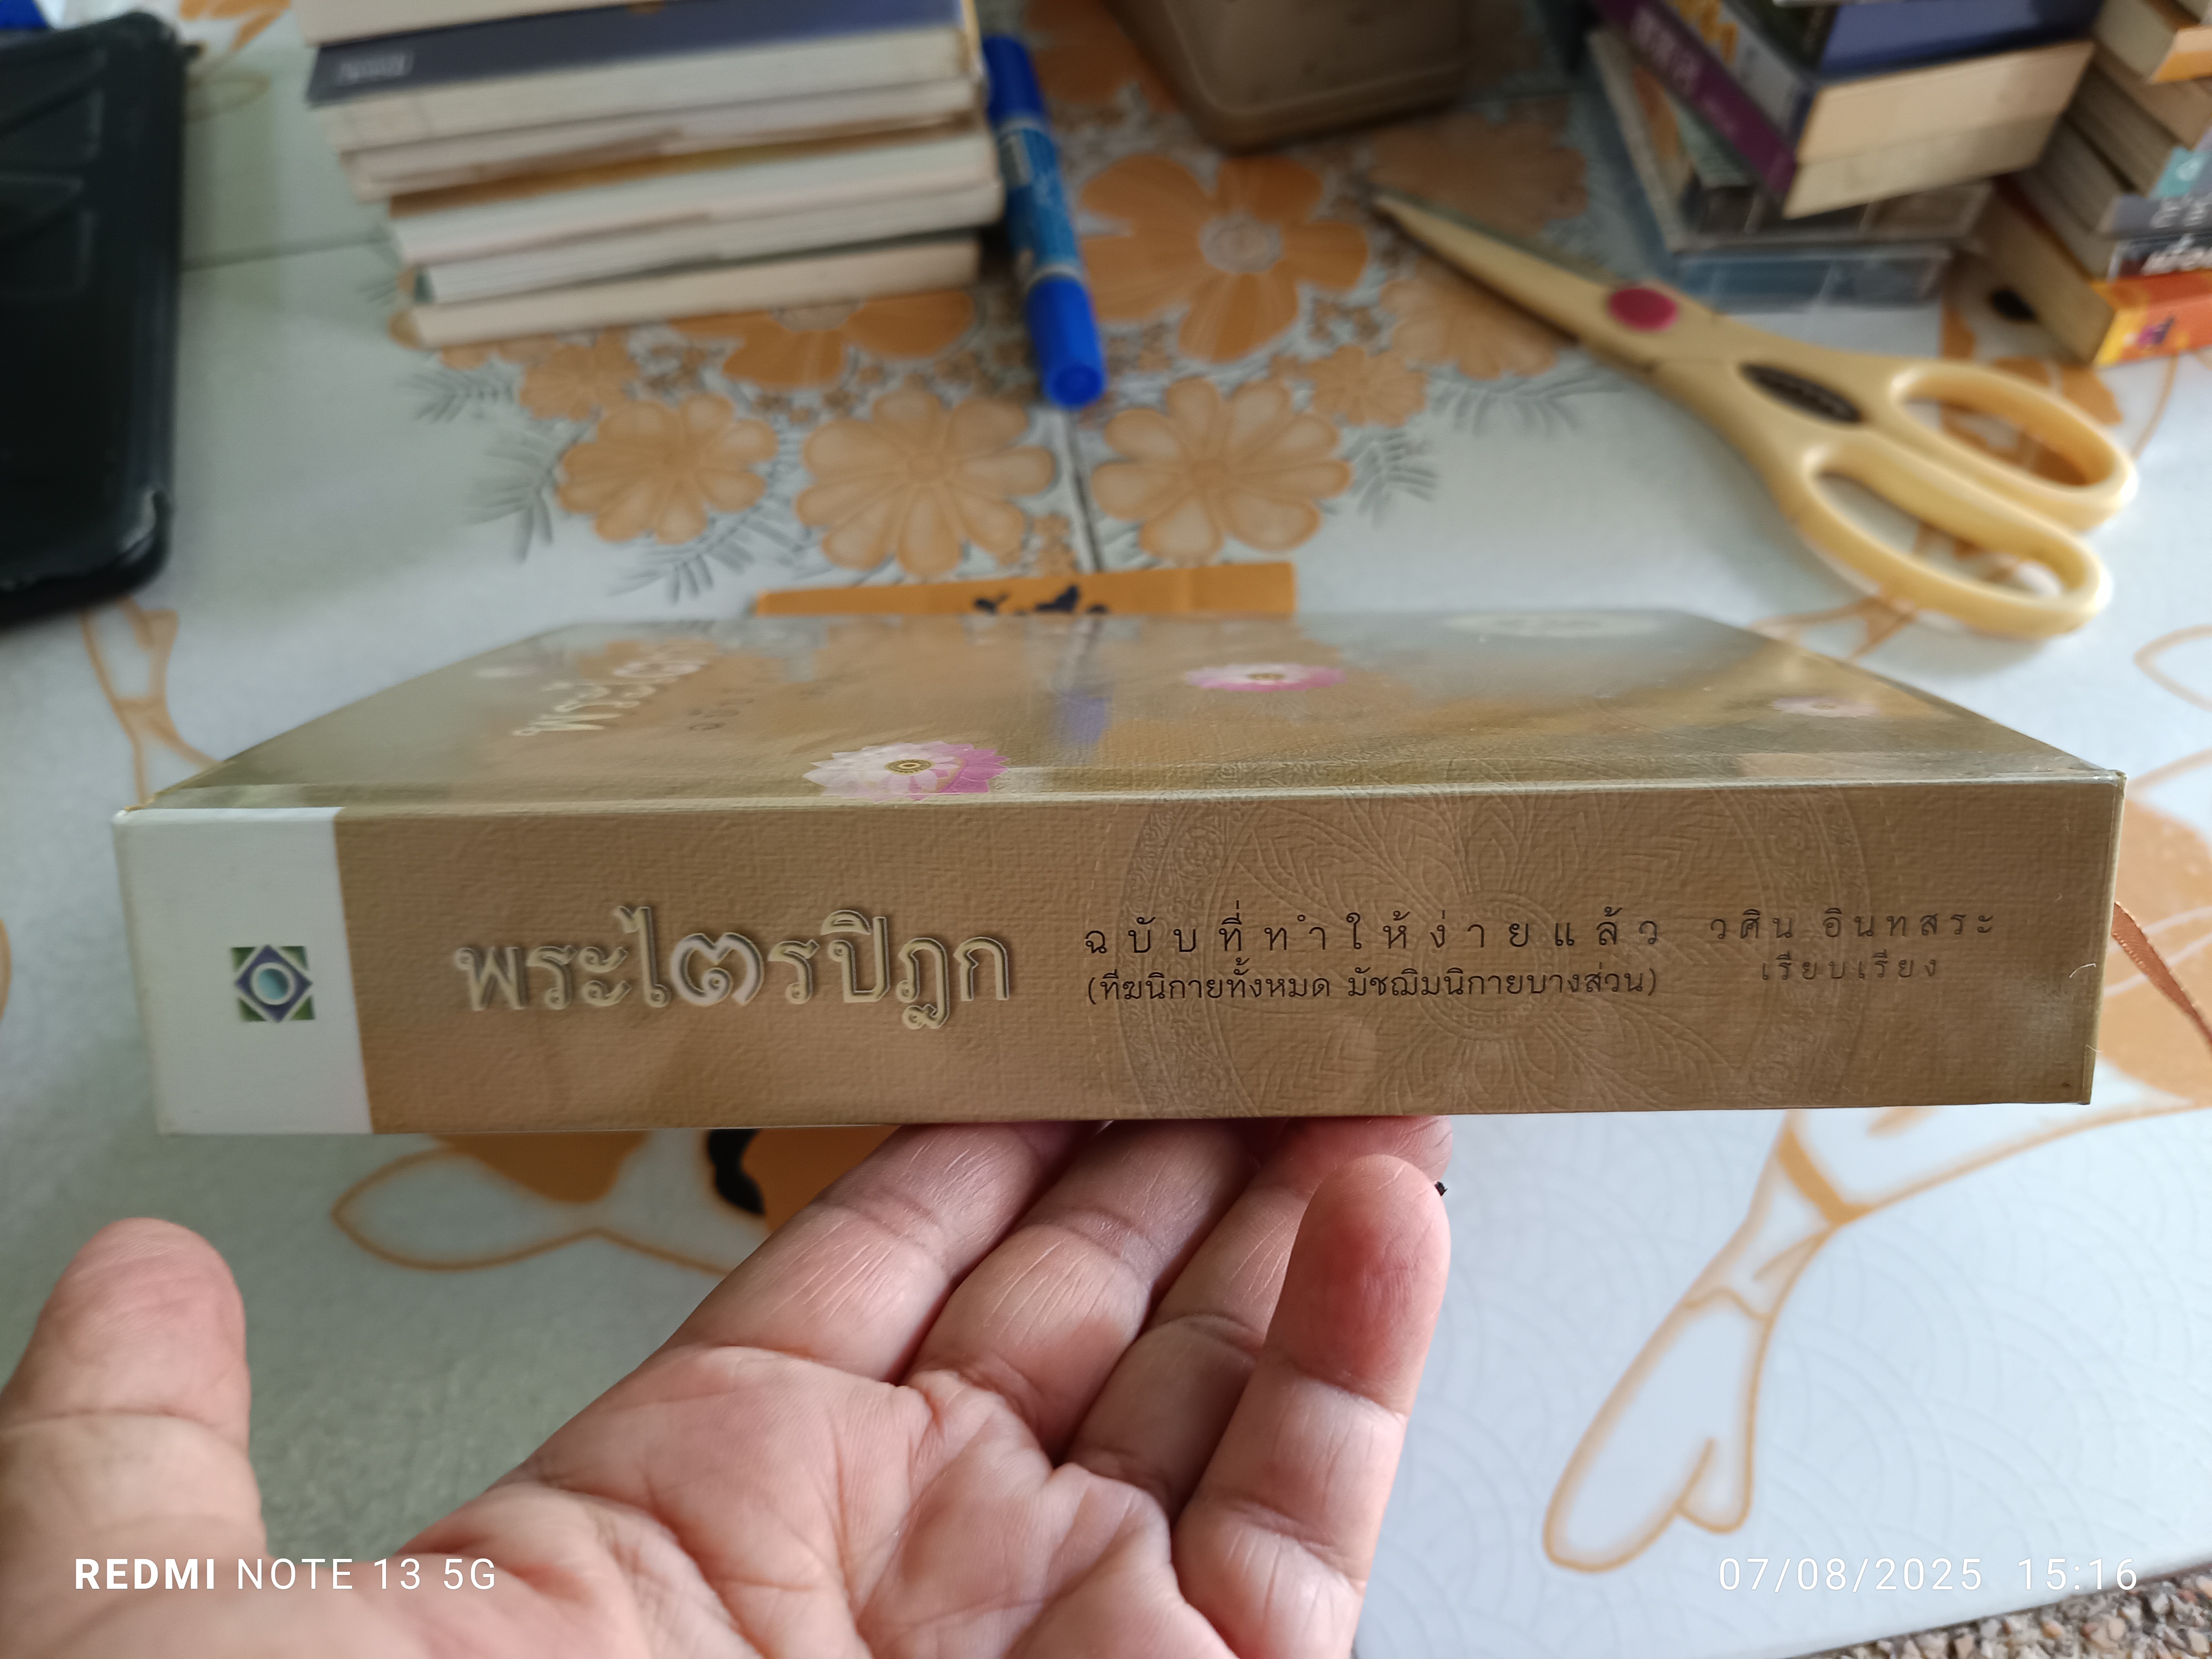 พระไตรปิฎก
ฉบับที่ทำให้ง่ายแล้ว
(ทีฆนิกายทั้งหมด มัชฌิมนิกายบางส่วน)
วศิน อินทสระ
เรียบเรียง
REDMI NOTE 13 5G
07/08/2025 15:16